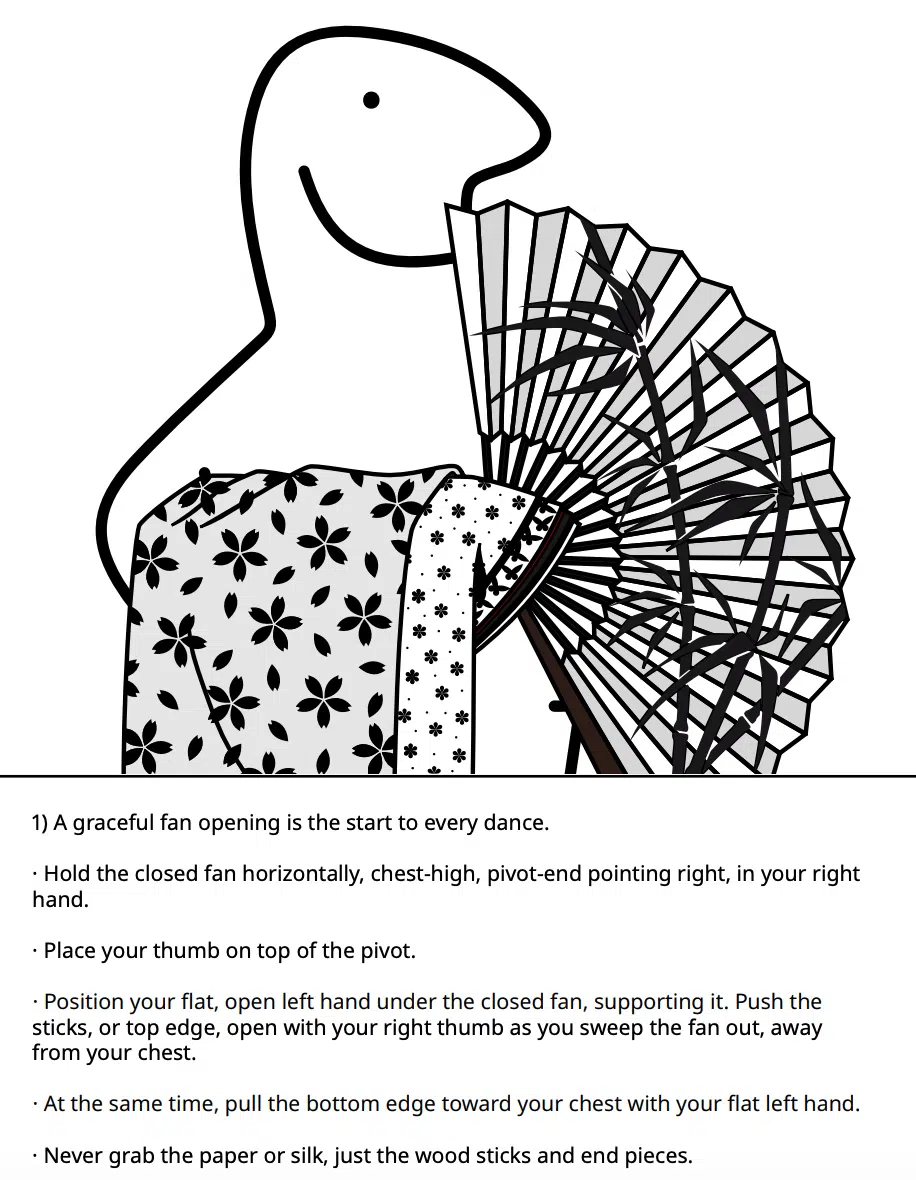 1) A graceful fan opening is the start to every dance.
· Hold the closed fan horizontally, chest-high, pivot-end pointing right, in your right
hand.
· Place your thumb on top of the pivot.
· Position your flat, open left hand under the closed fan, supporting it. Push the
sticks, or top edge, open with your right thumb as you sweep the fan out, away
from your chest.
· At the same time, pull the bottom edge toward your chest with your flat left hand.
· Never grab the paper or silk, just the wood sticks and end pieces.